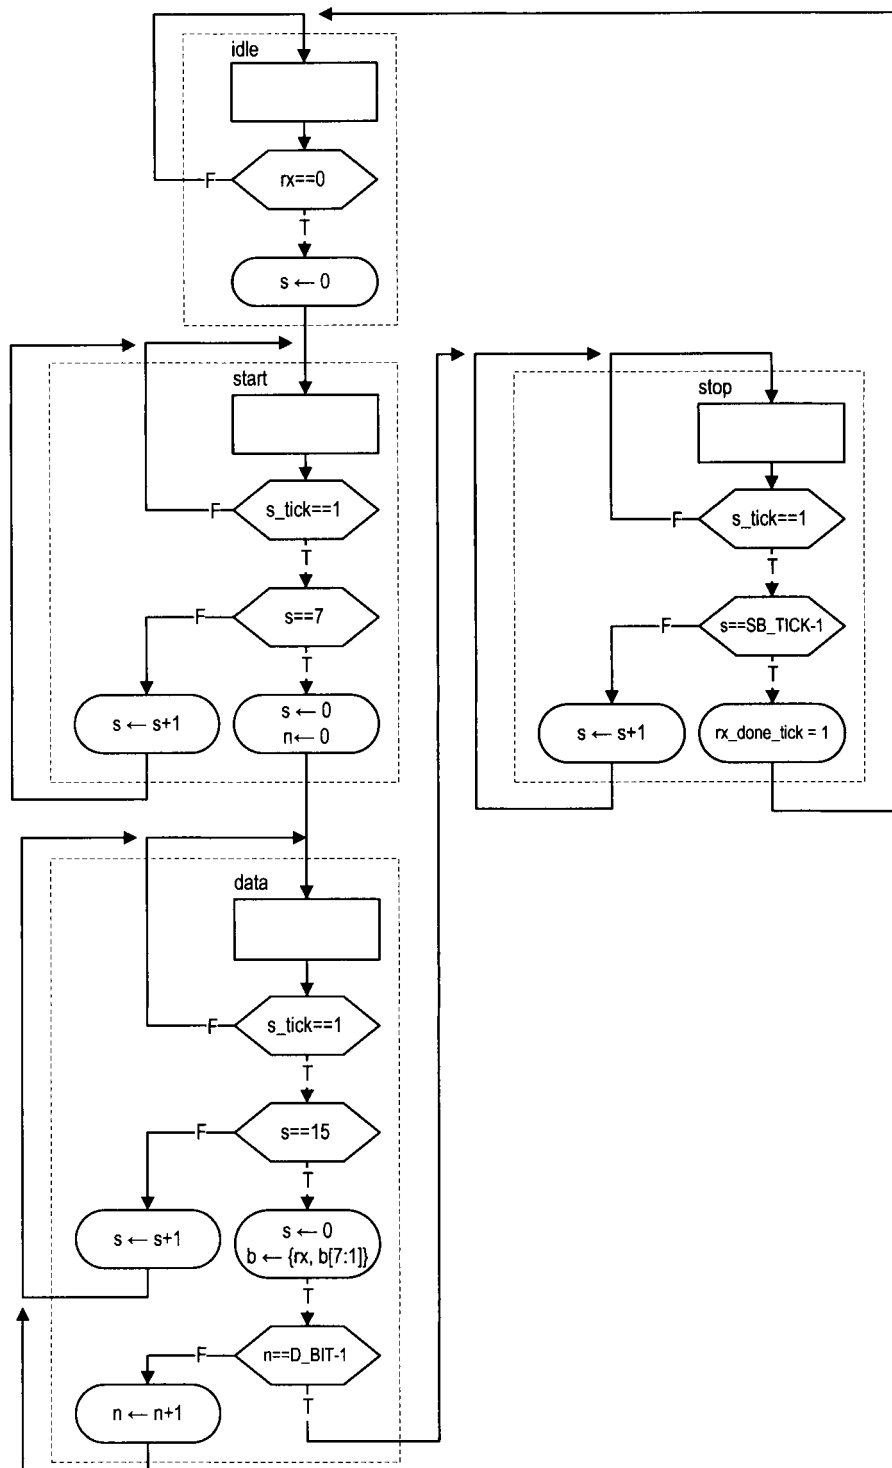 idle
rx==0
F
T
s ← 0
start
s_tick==1
F
T
s==7
F
T
s ← s+1
s ← 0
n← 0
data
s_tick==1
F
T
s==15
F
T
s ← s+1
s ← 0
b ← {rx, b[7:1]}
T
n==D_BIT-1
F
T
n ← n+1
stop
s_tick==1
F
T
s==SB_TICK-1
F
T
s ← s+1
rx_done_tick = 1